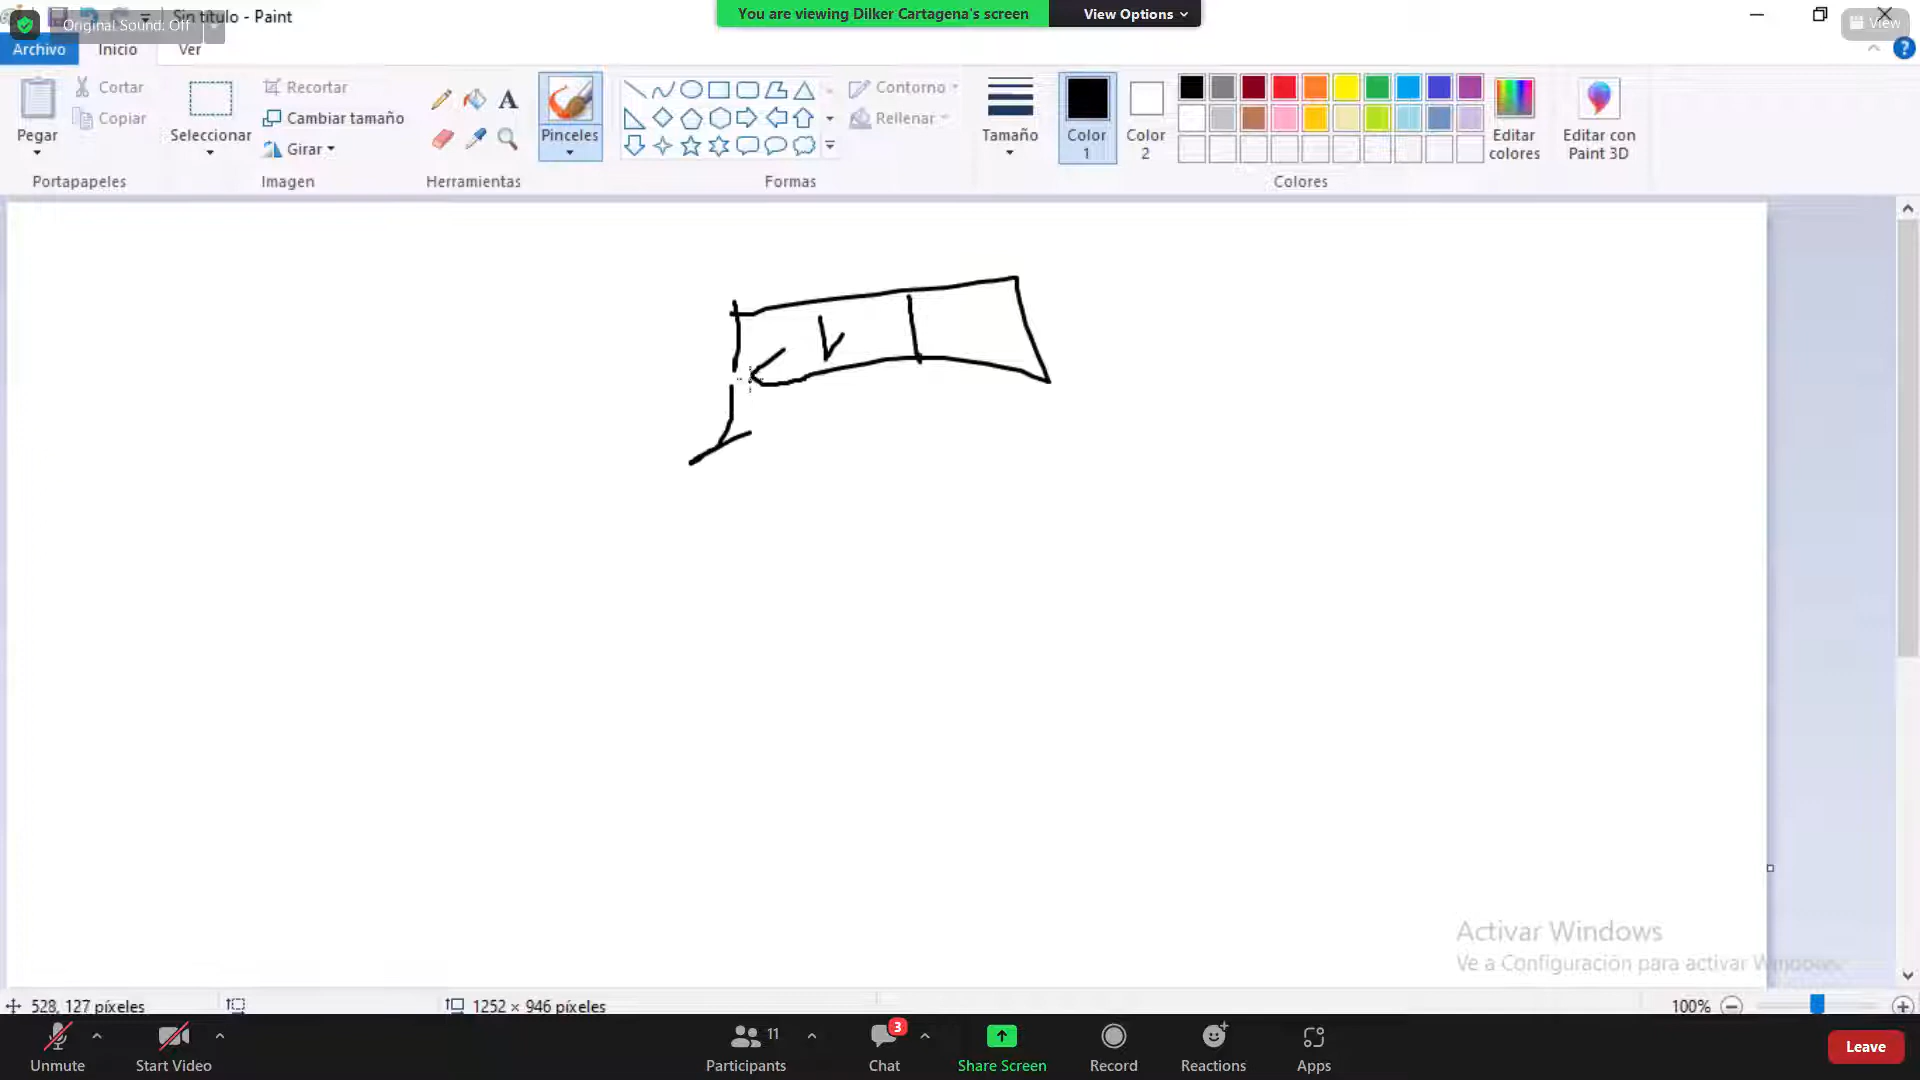 Sin título - Paint
Original Sound: Off
You are viewing Dilker Cartagena's screen
View Options
View
Archivo
Inicio
Ver
Pegar
Cortar
Copiar
Portapapeles
Seleccionar
Recortar
Cambiar tamaño
Girar
Imagen
A
Herramientas
Pinceles
Contorno
Rellenar
Formas
Tamaño
Color 1
Color 2
Editar colores
Editar con Paint 3D
Colores
Activar Windows
Ve a Configuración para activar Windows.
528, 127 píxeles
1252 × 946 píxeles
100%
Unmute
Start Video
11
Participants
3
Chat
Share Screen
Record
Reactions
Apps
Leave